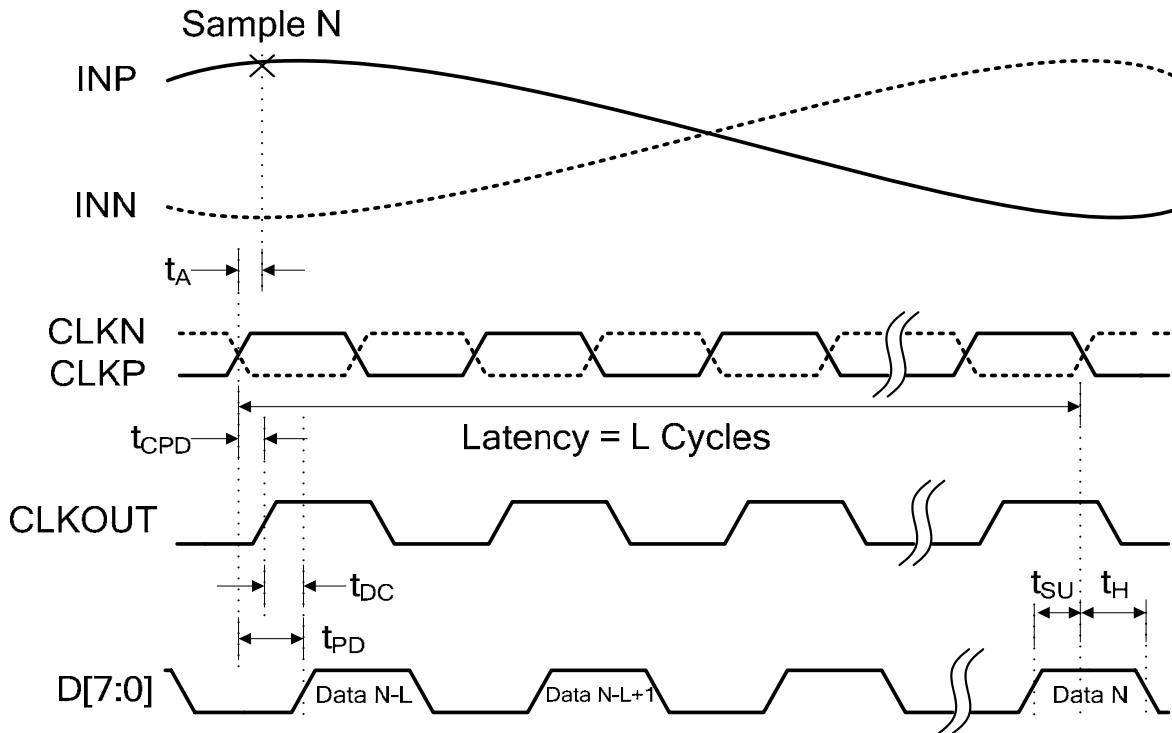 Sample N
INP
INN
tA
CLKN
CLKP
tCPD
Latency = L Cycles
CLKOUT
tDC
tSU
tH
tPD
D[7:0]
Data N-L
Data N-L+1
Data N